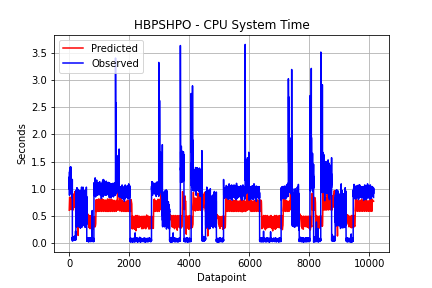 HBPSHPO - CPU System Time
Predicted
Observed
3.5
3.0
2.5
2.0
1.5
1.0
0.5
0.0
Seconds
0 2000 4000 6000 8000 10000
Datapoint